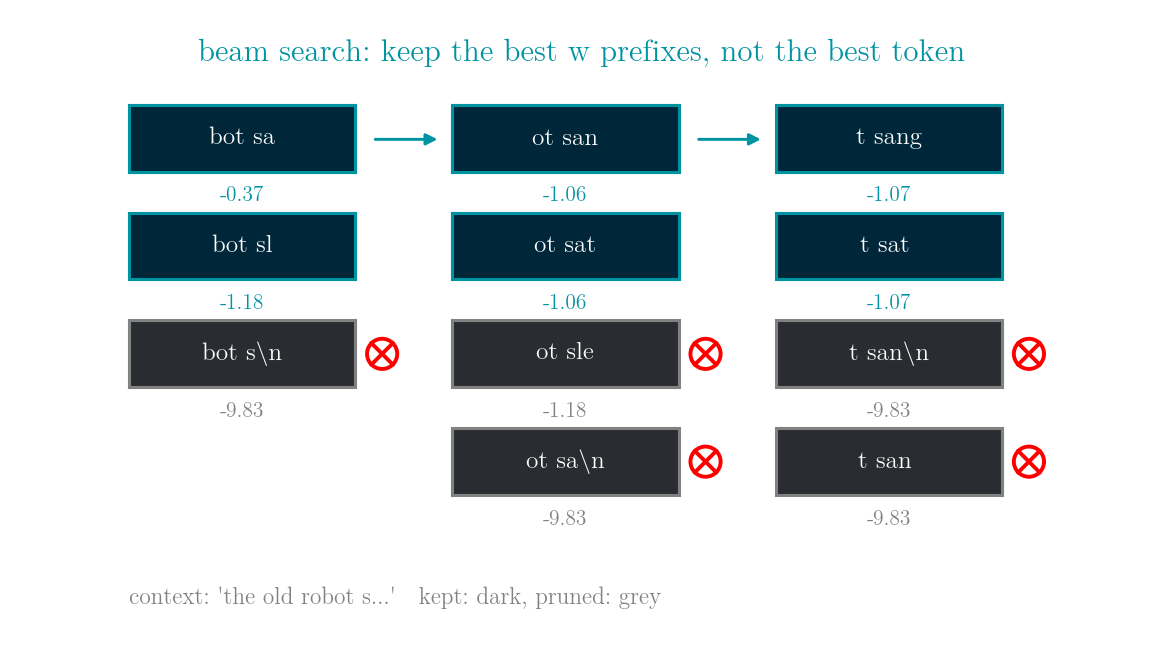 beam search: keep the best w prefixes, not the best token
bot sa
ot san
t sang
-0.37
-1.06
-1.07
bot sl
ot sat
t sat
-1.18
-1.06
-1.07
bot s\n
ot sle
t san\n
-9.83
-1.18
-9.83
ot sa\n
t san
-9.83
-9.83
context: 'the old robot s...' kept: dark, pruned: grey